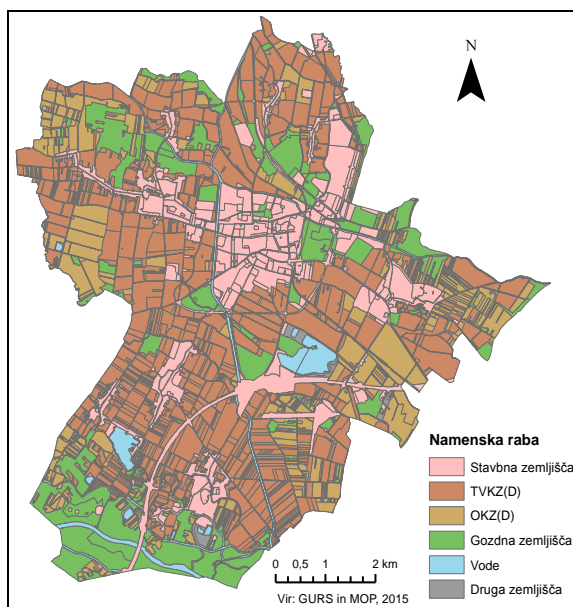 N
Namenska raba
Stavbna zemljišča
TVKZ(D)
OKZ(D)
Gozdna zemljišča
Vode
Druga zemljišča
0 0,5 1 2 km
Vir: GURS in MOP, 2015